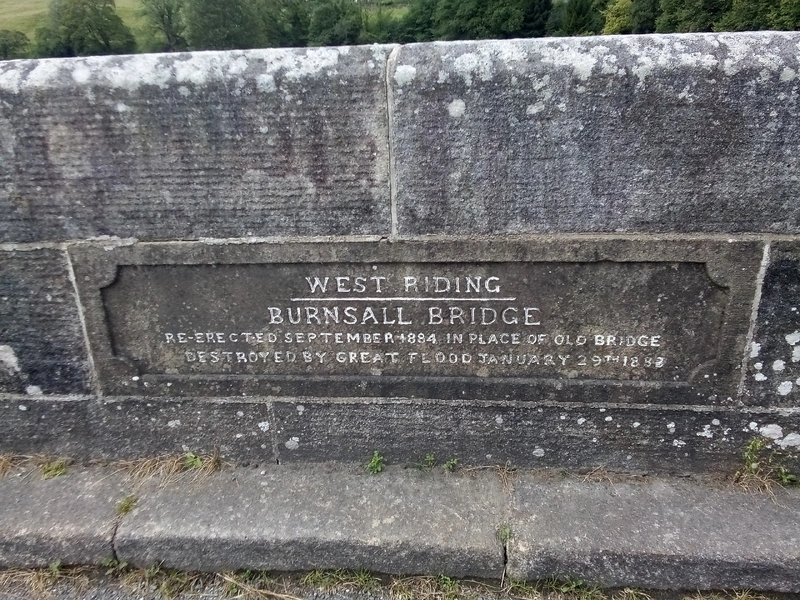 WEST RIDING
BURNSALL BRIDGE
RE-ERECTED SEPTEMBER 1884 IN PLACE OF OLD BRIDGE
DESTROYED BY GREAT FLOOD JANUARY 29TH 1883